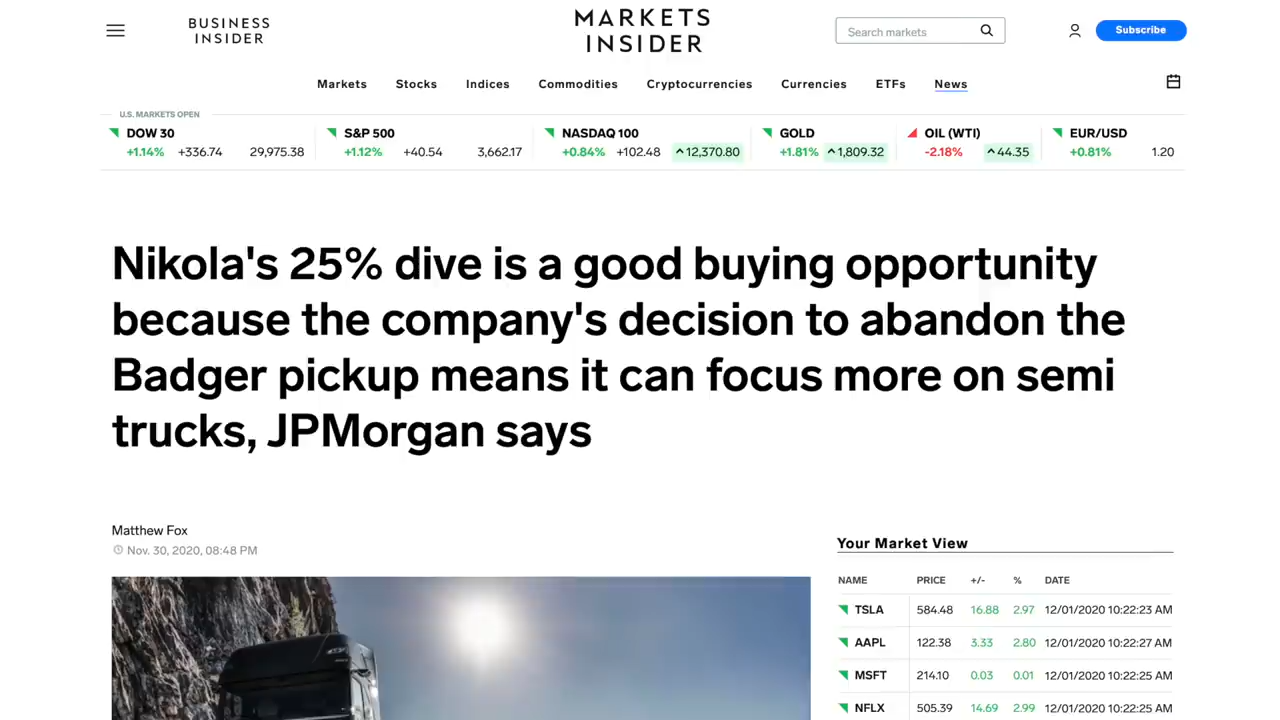 BUSINESS
INSIDER
MARKETS
INSIDER
Search markets
Subscribe
Markets Stocks Indices Commodities Cryptocurrencies Currencies ETFs News
U.S. MARKETS OPEN
DOW 30 S&P 500 NASDAQ 100 GOLD OIL (WTI) EUR/USD
+1.14% +336.74 29,975.38 +1.12% +40.54 3,662.17 +0.84% +102.48 12,370.80 +1.81% 1,809.32 -2.18% 44.35 +0.81% 1.20
Nikola's 25% dive is a good buying opportunity
because the company's decision to abandon the
Badger pickup means it can focus more on semi
trucks, JPMorgan says
Matthew Fox
Nov. 30, 2020, 08:48 PM
Your Market View
NAME PRICE +/- % DATE
TSLA 584.48 16.88 2.97 12/01/2020 10:22:23 AM
AAPL 122.38 3.33 2.80 12/01/2020 10:22:27 AM
MSFT 214.10 0.03 0.01 12/01/2020 10:22:25 AM
NFLX 505.39 14.69 2.99 12/01/2020 10:22:25 AM